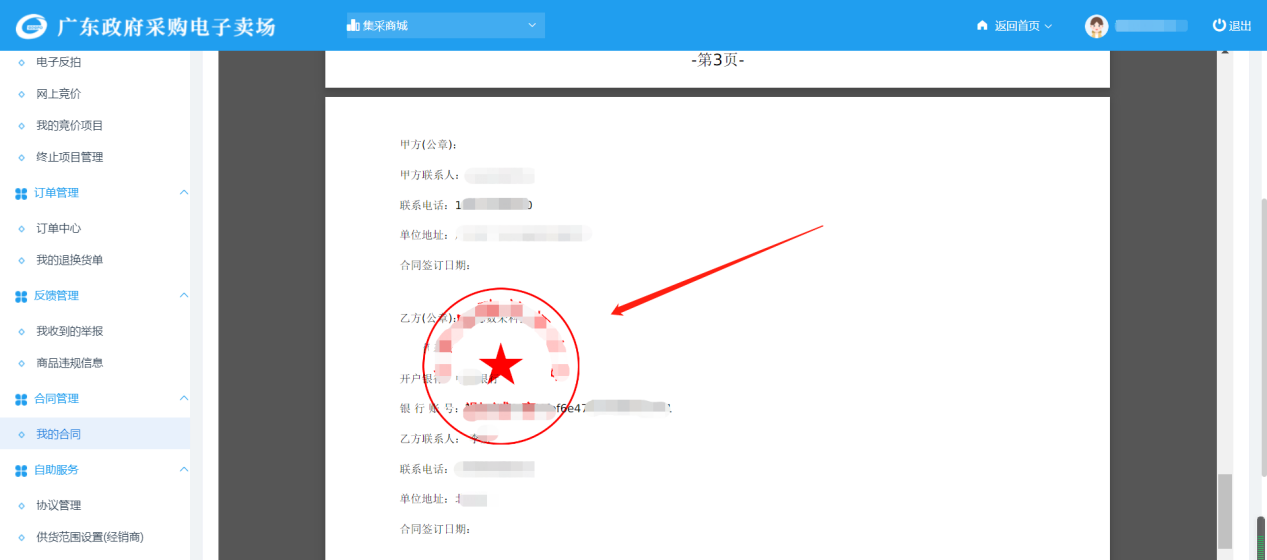 广东政府采购电子卖场
集采商城
返回首页
退出
电子反拍
网上竞价
我的竞价项目
终止项目管理
订单管理
订单中心
我的退换货单
反馈管理
我收到的举报
商品违规信息
合同管理
我的合同
自助服务
协议管理
供货范围设置(经销商)
-第3页-
甲方(公章):
甲方联系人:
联系电话: 1 0
单位地址:
合同签订日期:
乙方(公章):
开户银行
银行账号: ef6e47
乙方联系人: 李
联系电话:
单位地址:
合同签订日期: